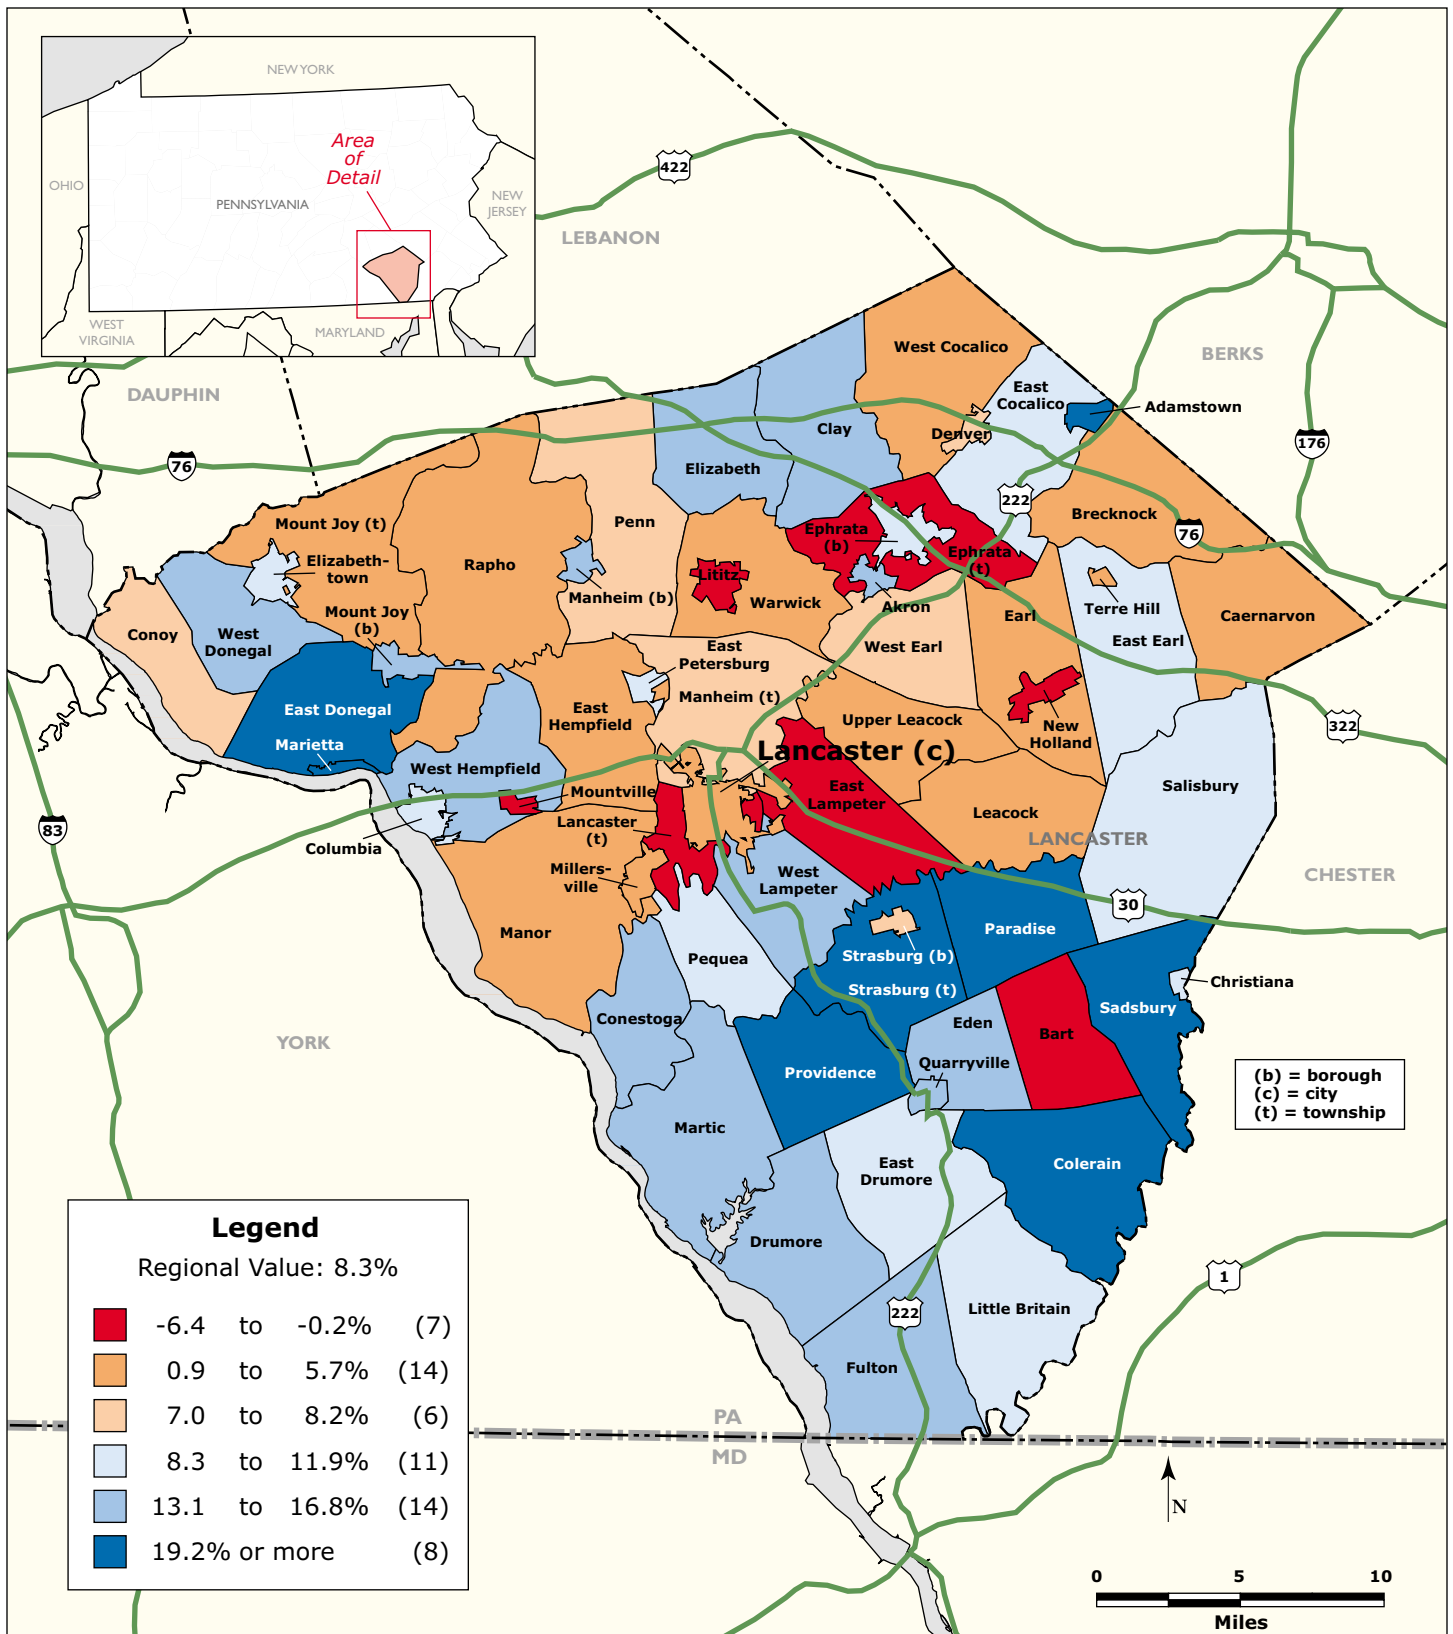 NEW YORK
Area
of
Detail
OHIO
PENNSYLVANIA
NEW
JERSEY
WEST
VIRGINIA
MARYLAND
422
LEBANON
BERKS
DAUPHIN
176
76
West Cocalico
East
Cocalico
Adamstown
Denver
Clay
Elizabeth
222
Brecknock
76
Mount Joy (t)
Penn
Ephrata
(b)
Ephrata
(t)
Elizabeth-
town
Rapho
Lititz
Manheim (b)
Warwick
Akron
Earl
Terre Hill
Caernarvon
Mount Joy
(b)
Conoy
West
Donegal
East
Petersburg
West Earl
East Earl
Manheim (t)
East Donegal
East
Hempfield
Upper Leacock
New
Holland
322
Marietta
Lancaster (c)
West Hempfield
Mountville
East
Lampeter
Salisbury
83
Lancaster
(t)
Leacock
LANCASTER
Columbia
Millers-
ville
West
Lampeter
CHESTER
30
Manor
Paradise
Pequea
Strasburg (b)
Strasburg (t)
Christiana
Sadsbury
Conestoga
Eden
Bart
YORK
Quarryville
Providence
(b) = borough
(c) = city
(t) = township
Martic
East
Drumore
Colerain
Drumore
1
222
Little Britain
Fulton
PA
MD
Legend
Regional Value: 8.3%
-6.4 to -0.2% (7)
0.9 to 5.7% (14)
7.0 to 8.2% (6)
8.3 to 11.9% (11)
13.1 to 16.8% (14)
19.2% or more (8)
N
0 5 10
Miles